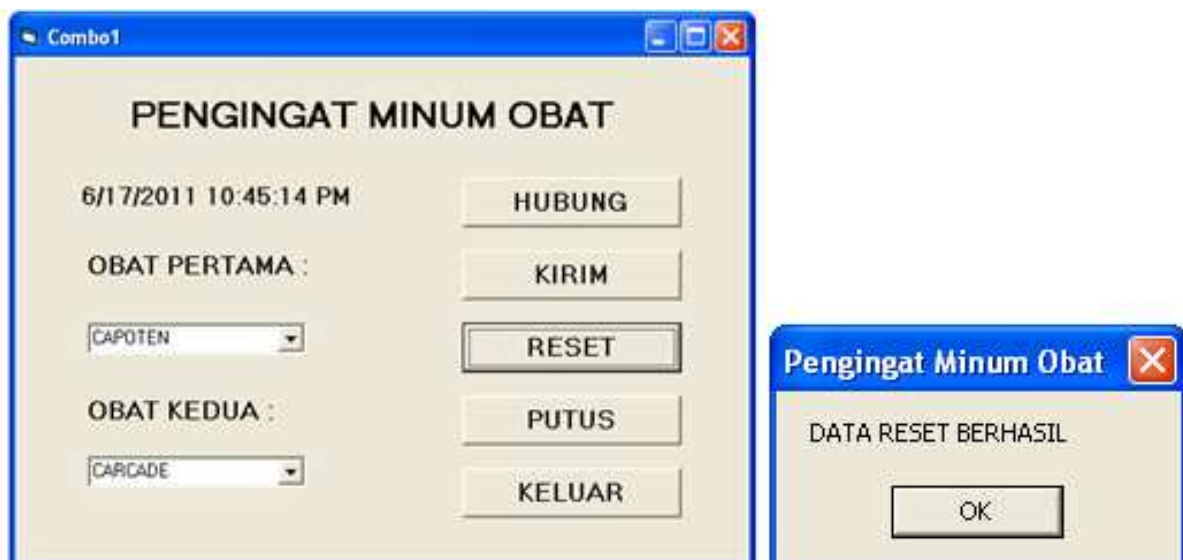 Combo1
PENGINGAT MINUM OBAT
6/17/2011 10:45:14 PM
HUBUNG
OBAT PERTAMA :
KIRIM
CAPOTEN
RESET
OBAT KEDUA :
PUTUS
CARCADE
KELUAR
Pengingat Minum Obat
DATA RESET BERHASIL
OK